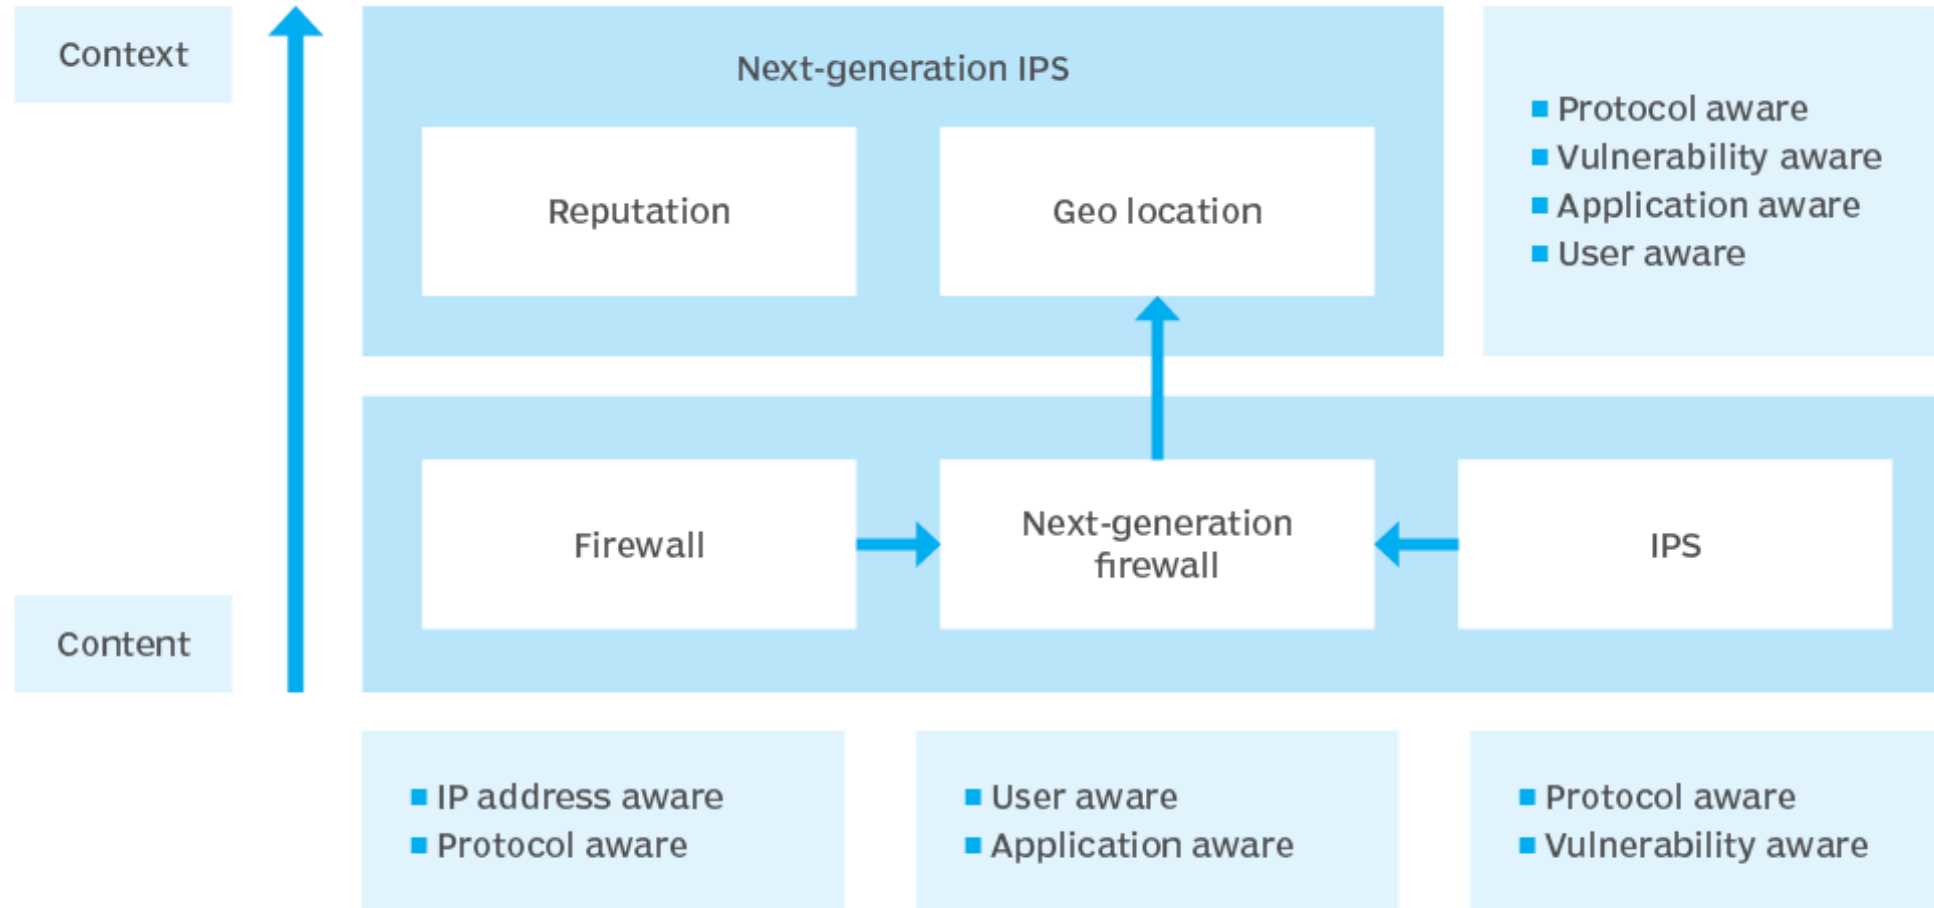 Context
Next-generation IPS
Reputation
Geo location
Protocol aware
Vulnerability aware
Application aware
User aware
Firewall
Next-generation
firewall
IPS
Content
IP address aware
Protocol aware
User aware
Application aware
Protocol aware
Vulnerability aware